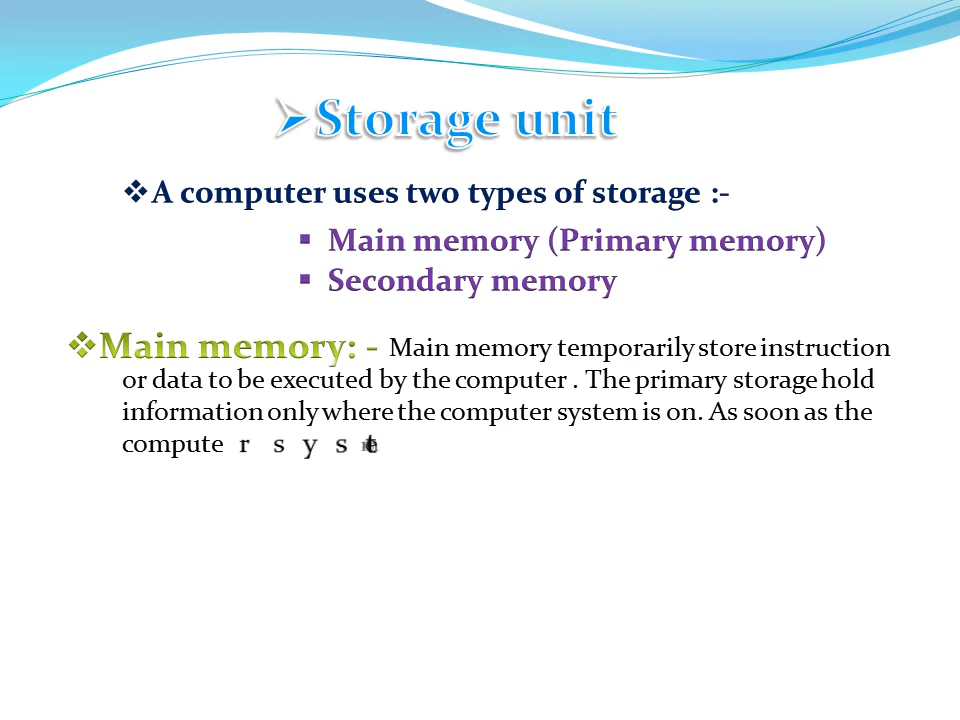 Storage unit
A computer uses two types of storage :-
Main memory (Primary memory)
Secondary memory
Main memory: - Main memory temporarily store instruction
or data to be executed by the computer . The primary storage hold
information only where the computer system is on. As soon as the
computer syst